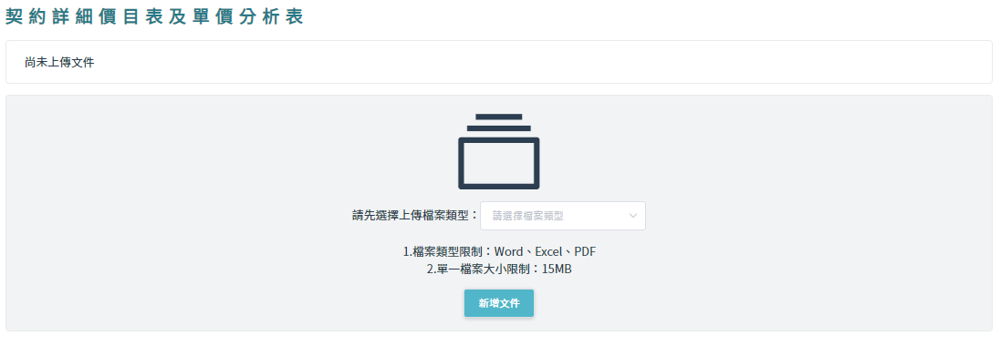 契約詳細價目表及單價分析表
尚未上傳文件
請先選擇上傳檔案類型：請選擇檔案類型
1.檔案類型限制：Word、Excel、PDF
2.單一檔案大小限制：15MB
新增文件